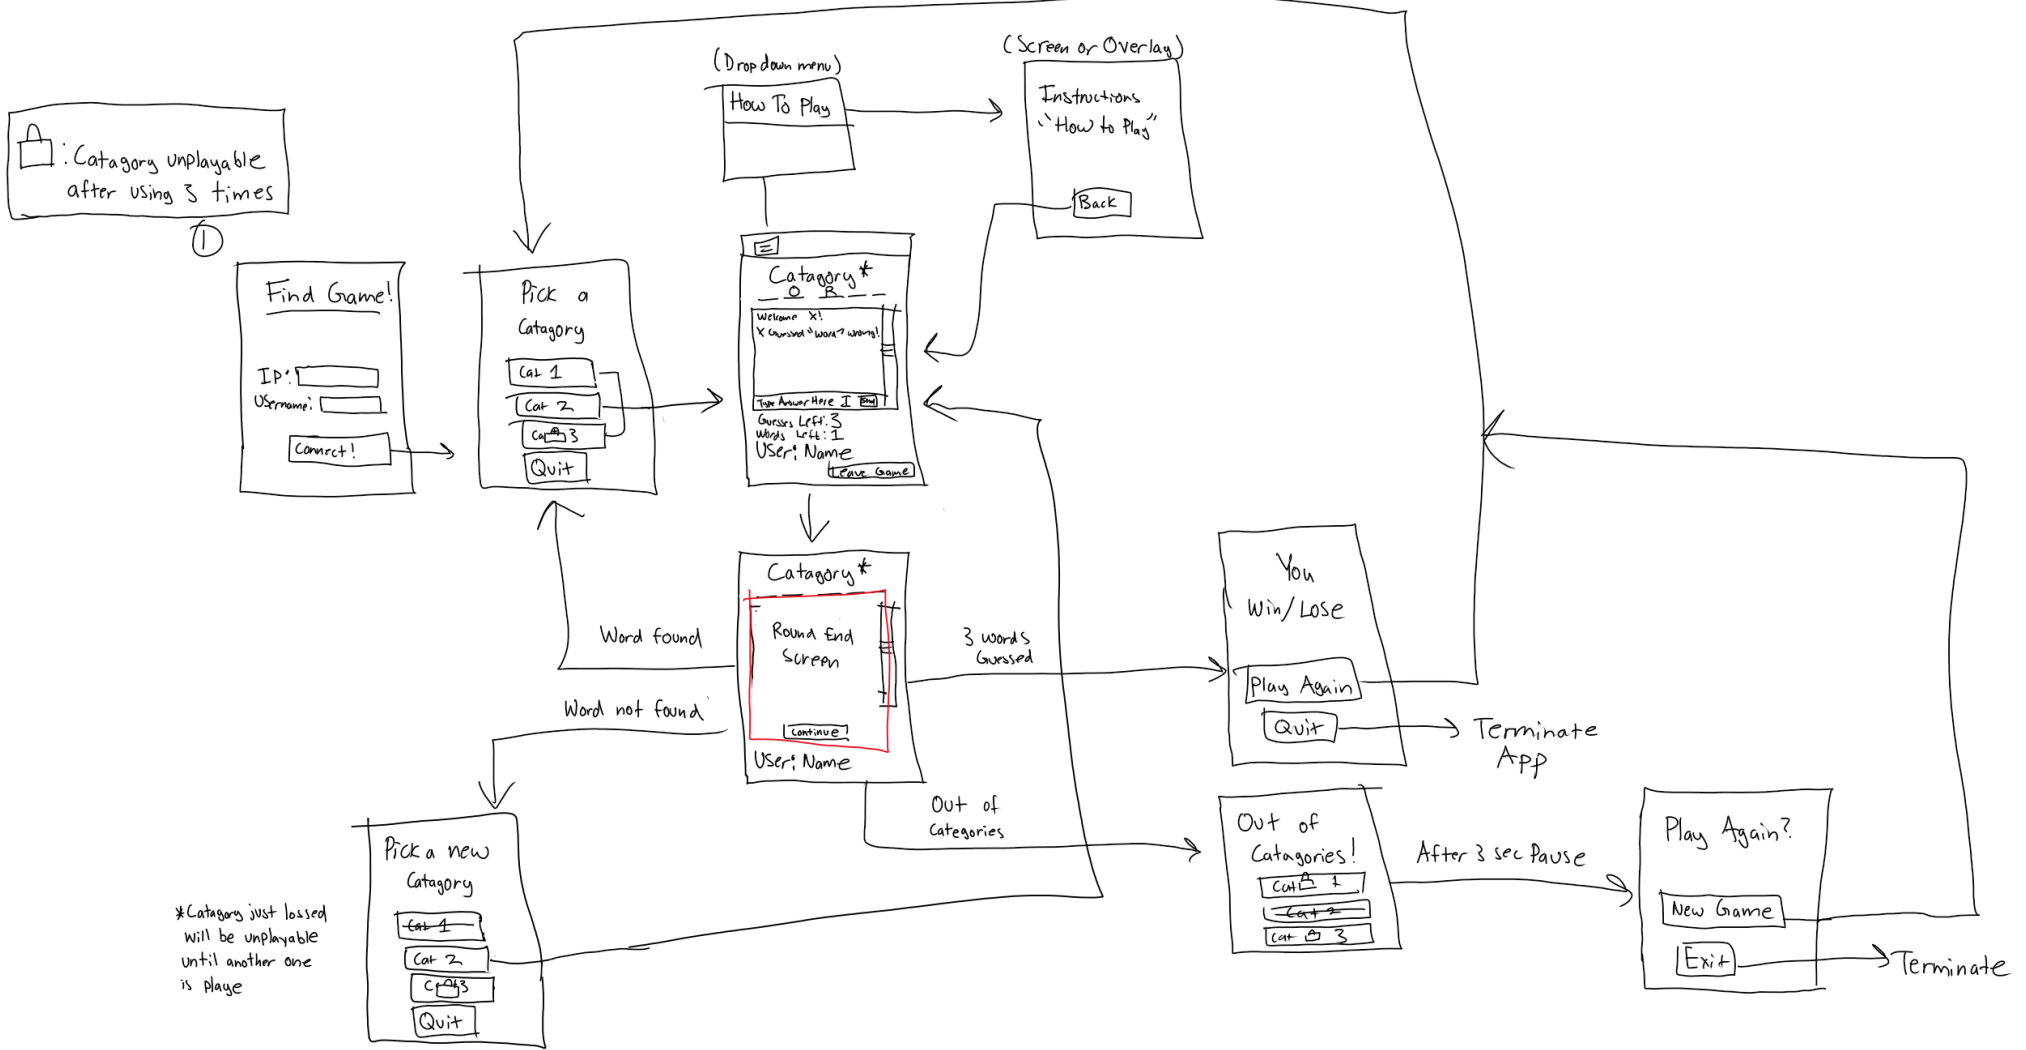 (Drop down menu)
How To Play
(Screen or Overlay)
Instructions
"How to Play"
Back
: Catagory unplayable
after using 3 times
1
Find Game!
IP:
Username:
Connect!
Pick a
Catagory
Cat 1
Cat 2
Cat 3
Quit
Catagory*
_ O _ R _ _ _
Welcome X!
X Guessed "Word" wrong!
Type Answer Here I Send
Guesses Left: 3
Words Left: 1
User: Name
Leave Game
Catagory*
Round End
Screen
Continue
User: Name
Word found
Word not found
3 words
Guessed
Out of
Categories
You
Win/Lose
Play Again
Quit
Terminate
App
Pick a new
Catagory
Cat 1
Cat 2
Cat 3
Quit
*Catagory just lossed
will be unplayable
until another one
is playe
Out of
Catagories!
Cat 1
Cat 2
Cat 3
After 3 sec Pause
Play Again?
New Game
Exit
Terminate